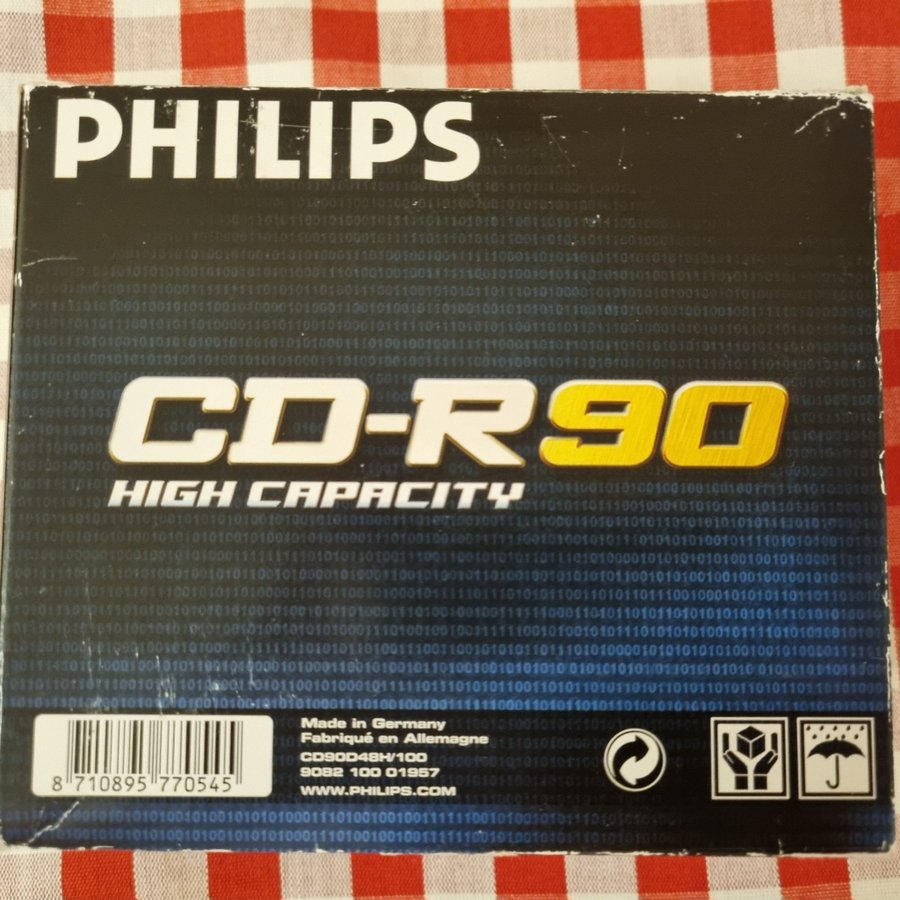 PHILIPS
CD-R90
HIGH CAPACITY
Made in Germany
Fabriqué en Allemagne
CD90D48H/100
9082 100 01957
WWW.PHILIPS.COM
8 710895 770545